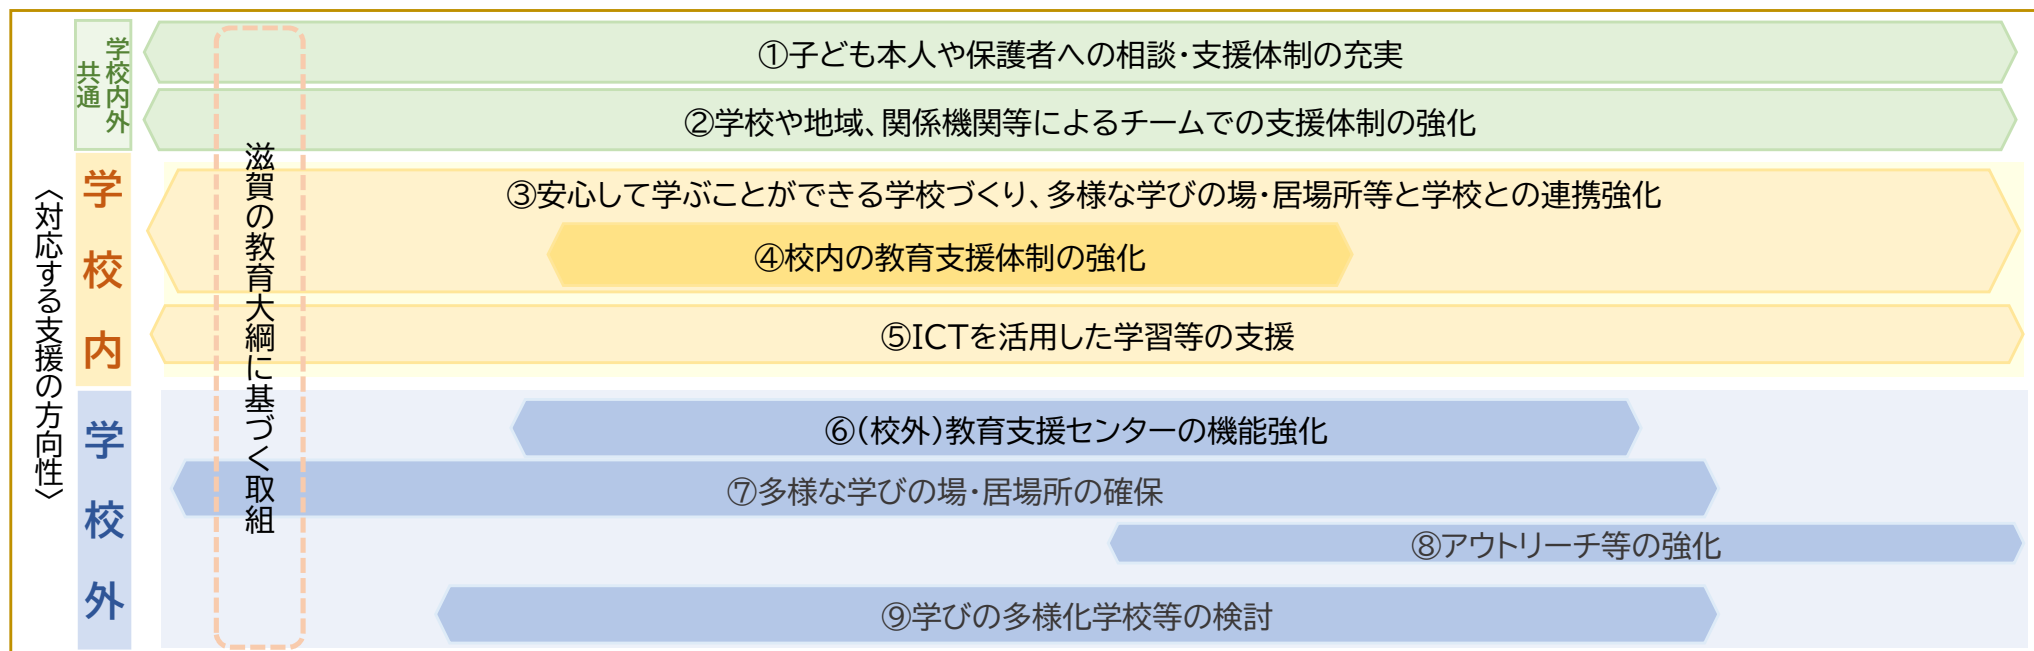 〈対応する支援の方向性〉
学校内外
共通
①子ども本人や保護者への相談・支援体制の充実
②学校や地域、関係機関等によるチームでの支援体制の強化
滋賀の教育大綱に基づく取組
学校内
③安心して学ぶことができる学校づくり、多様な学びの場・居場所等と学校との連携強化
④校内の教育支援体制の強化
⑤ICTを活用した学習等の支援
学校外
⑥(校外)教育支援センターの機能強化
⑦多様な学びの場・居場所の確保
⑧アウトリーチ等の強化
⑨学びの多様化学校等の検討